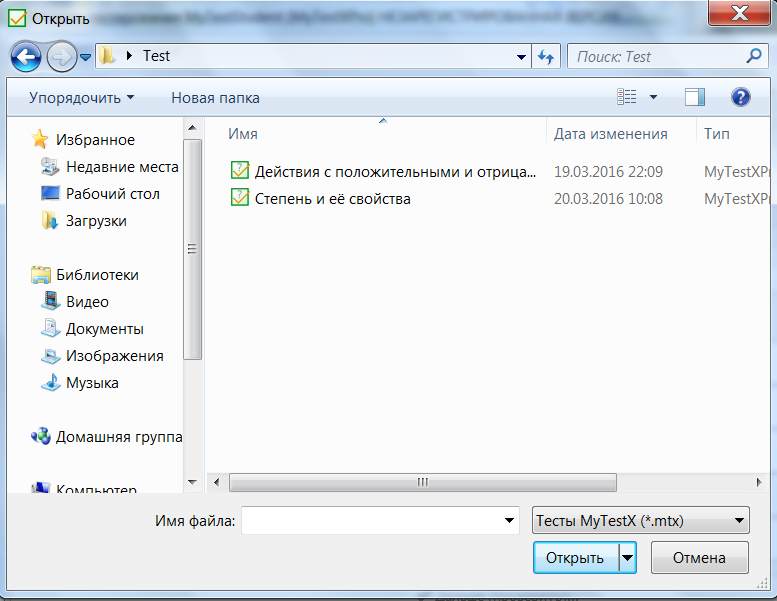 Открыть
Test
Поиск: Test
Упорядочить
Новая папка
Имя
Дата изменения
Тип
Избранное
Недавние места
Рабочий стол
Загрузки
Библиотеки
Видео
Документы
Изображения
Музыка
Домашняя группа
Компьютер
Действия с положительными и отрица... 19.03.2016 22:09 MyTestXPr
Степень и её свойства 20.03.2016 10:08 MyTestXPr
Имя файла:
Тесты MyTestX (*.mtx)
Открыть
Отмена